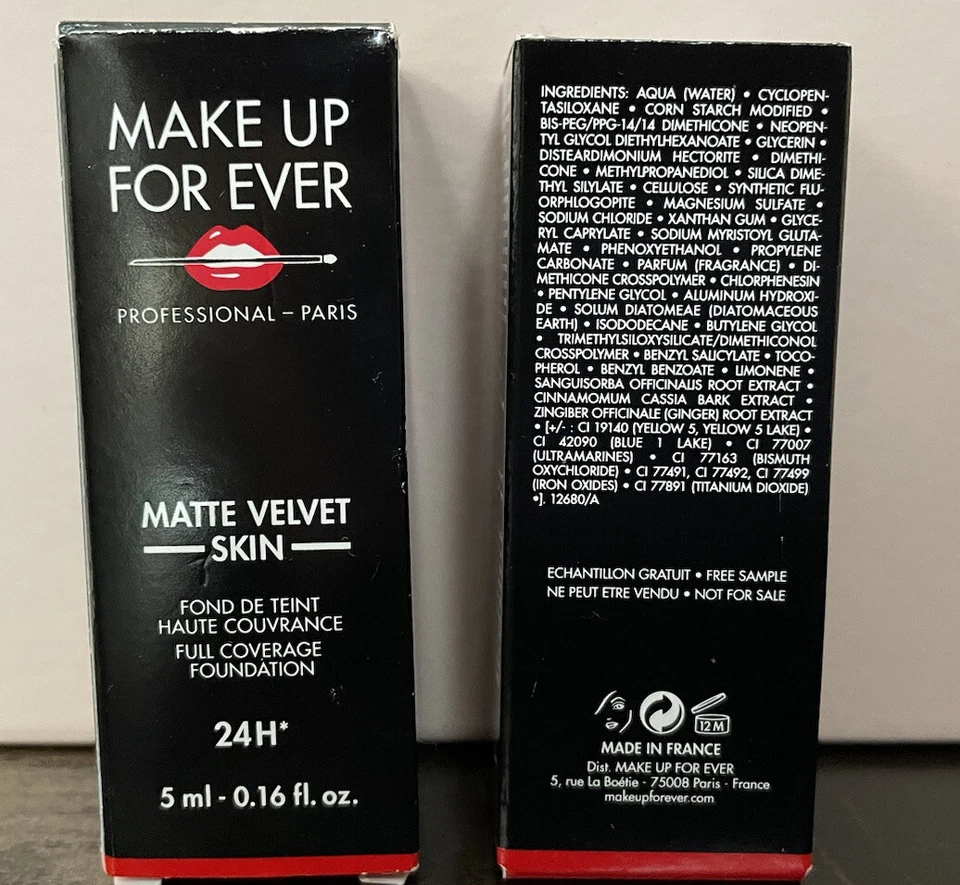 MAKE UP
FOR EVER
PROFESSIONAL – PARIS
MATTE VELVET
SKIN
FOND DE TEINT
HAUTE COUVRANCE
FULL COVERAGE
FOUNDATION
24H*
5 ml - 0.16 fl. oz.
INGREDIENTS: AQUA (WATER) • CYCLOPEN-
TASILOXANE • CORN STARCH MODIFIED •
BIS-PEG/PPG-14/14 DIMETHICONE • NEOPEN-
TYL GLYCOL DIETHYLHEXANOATE • GLYCERIN •
DISTEARDIMONIUM HECTORITE • DIMETHI-
CONE • METHYLPROPANEDIOL • SILICA DIME-
THYL SILYLATE • CELLULOSE • SYNTHETIC FLU-
ORPHLOGOPITE • MAGNESIUM SULFATE •
SODIUM CHLORIDE • XANTHAN GUM • GLYCE-
RYL CAPRYLATE • SODIUM MYRISTOYL GLUTA-
MATE • PHENOXYETHANOL • PROPYLENE
CARBONATE • PARFUM (FRAGRANCE) • DI-
METHICONE CROSSPOLYMER • CHLORPHENESIN
• PENTYLENE GLYCOL • ALUMINUM HYDROXI-
DE • SOLUM DIATOMEAE (DIATOMACEOUS
EARTH) • ISODODECANE • BUTYLENE GLYCOL
• TRIMETHYLSILOXYSILICATE/DIMETHICONOL
CROSSPOLYMER • BENZYL SALICYLATE • TOCO-
PHEROL • BENZYL BENZOATE • LIMONENE •
SANGUISORBA OFFICINALIS ROOT EXTRACT •
CINNAMOMUM CASSIA BARK EXTRACT •
ZINGIBER OFFICINALE (GINGER) ROOT EXTRACT
• [+/- : CI 19140 (YELLOW 5, YELLOW 5 LAKE) •
CI 42090 (BLUE 1 LAKE) • CI 77007
(ULTRAMARINES) • CI 77163 (BISMUTH
OXYCHLORIDE) • CI 77491, CI 77492, CI 77499
(IRON OXIDES) • CI 77891 (TITANIUM DIOXIDE)
•]. 12680/A
ECHANTILLON GRATUIT • FREE SAMPLE
NE PEUT ETRE VENDU • NOT FOR SALE
12 M
MADE IN FRANCE
Dist. MAKE UP FOR EVER
5, rue La Boétie - 75008 Paris - France
makeupforever.com